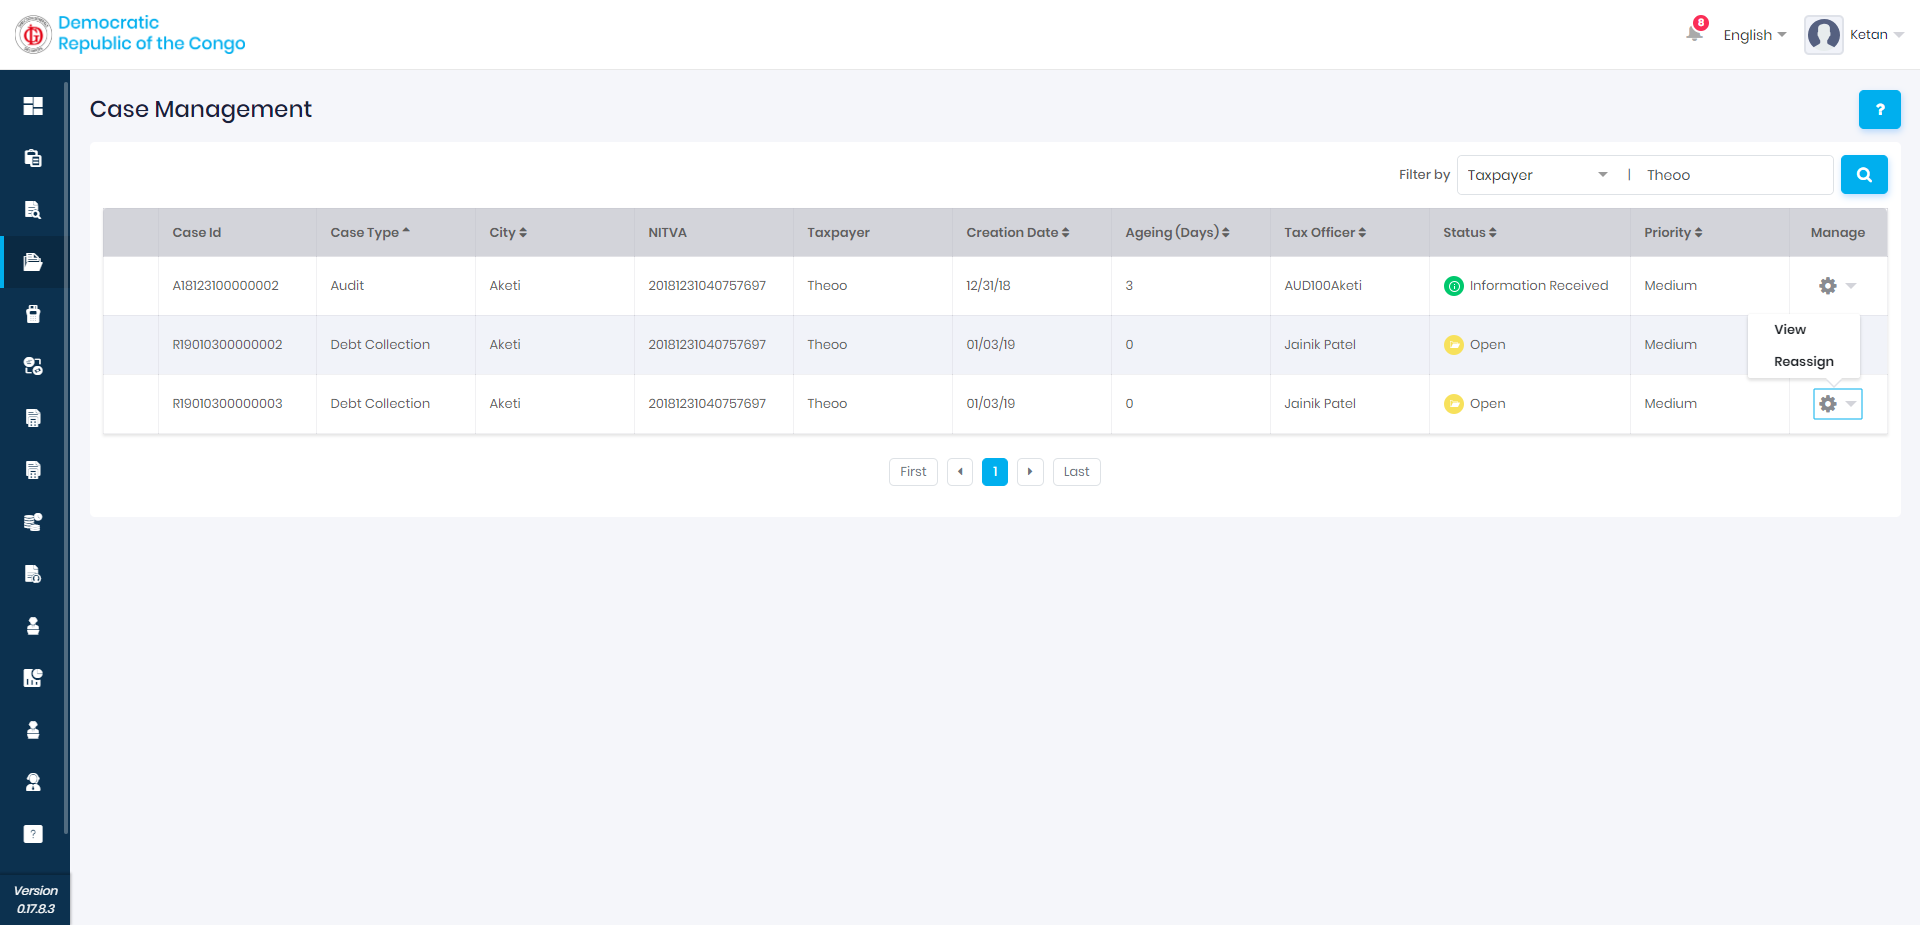 Democratic
Republic of the Congo
8
English
Ketan
Case Management
?
Filter by Taxpayer | Theoo
Case Id Case Type City NITVA Taxpayer Creation Date Ageing (Days) Tax Officer Status Priority Manage
A18123100000002 Audit Aketi 20181231040757697 Theoo 12/31/18 3 AUD100Aketi Information Received Medium
View
R19010300000002 Debt Collection Aketi 20181231040757697 Theoo 01/03/19 0 Jainik Patel Open Medium
Reassign
R19010300000003 Debt Collection Aketi 20181231040757697 Theoo 01/03/19 0 Jainik Patel Open Medium
First 1 Last
?
Version
0.17.8.3